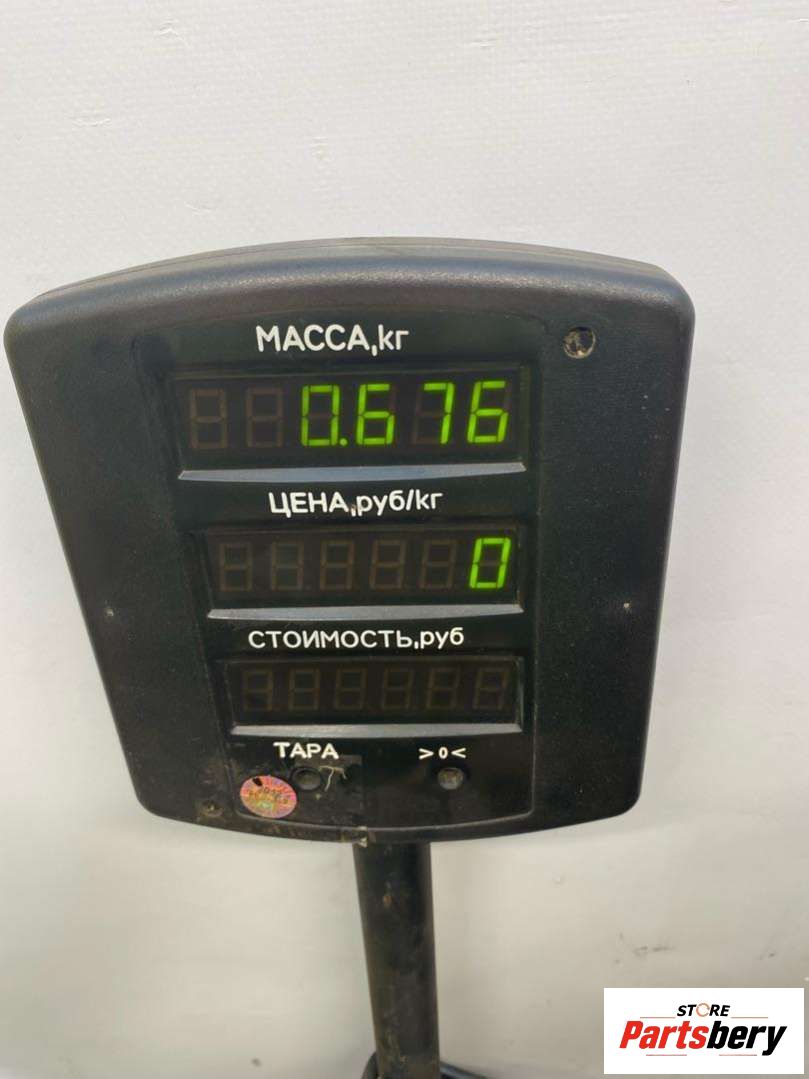 МАССА,кг
0.676
ЦЕНА,руб/кг
0
СТОИМОСТЬ,руб
ТАРА >0<
STORE
Partsbery